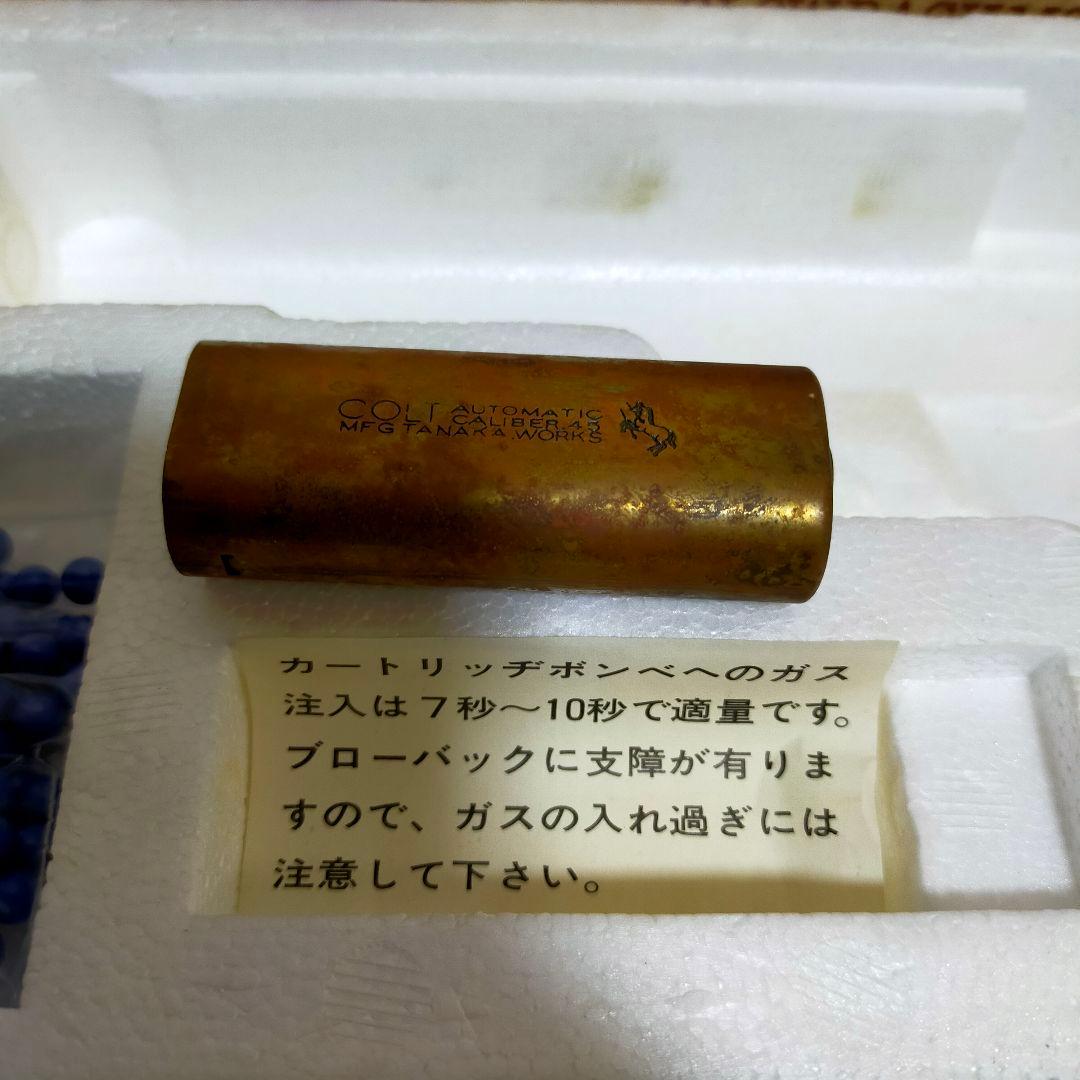 COLT AUTOMATIC
CALIBER.45
MFG TANAKA.WORKS
カートリッヂボンベへのガス
注入は7秒〜10秒で適量です。
ブローバックに支障が有りま
すので、ガスの入れ過ぎには
注意して下さい。